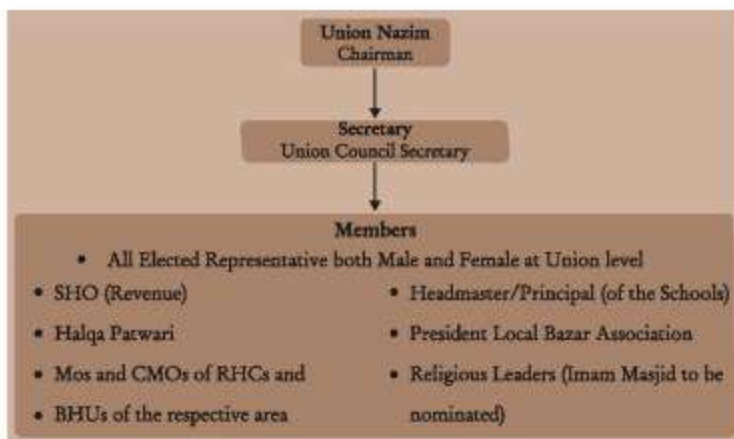 Union Nazim
Chairman
Secretary
Union Council Secretary
Members
• All Elected Representative both Male and Female at Union level
• SHO (Revenue)
• Halqa Patwari
• Mos and CMOs of RHCs and
• BHUs of the respective area
• Headmaster/Principal (of the Schools)
• President Local Bazar Association
• Religious Leaders (Imam Masjid to be
nominated)